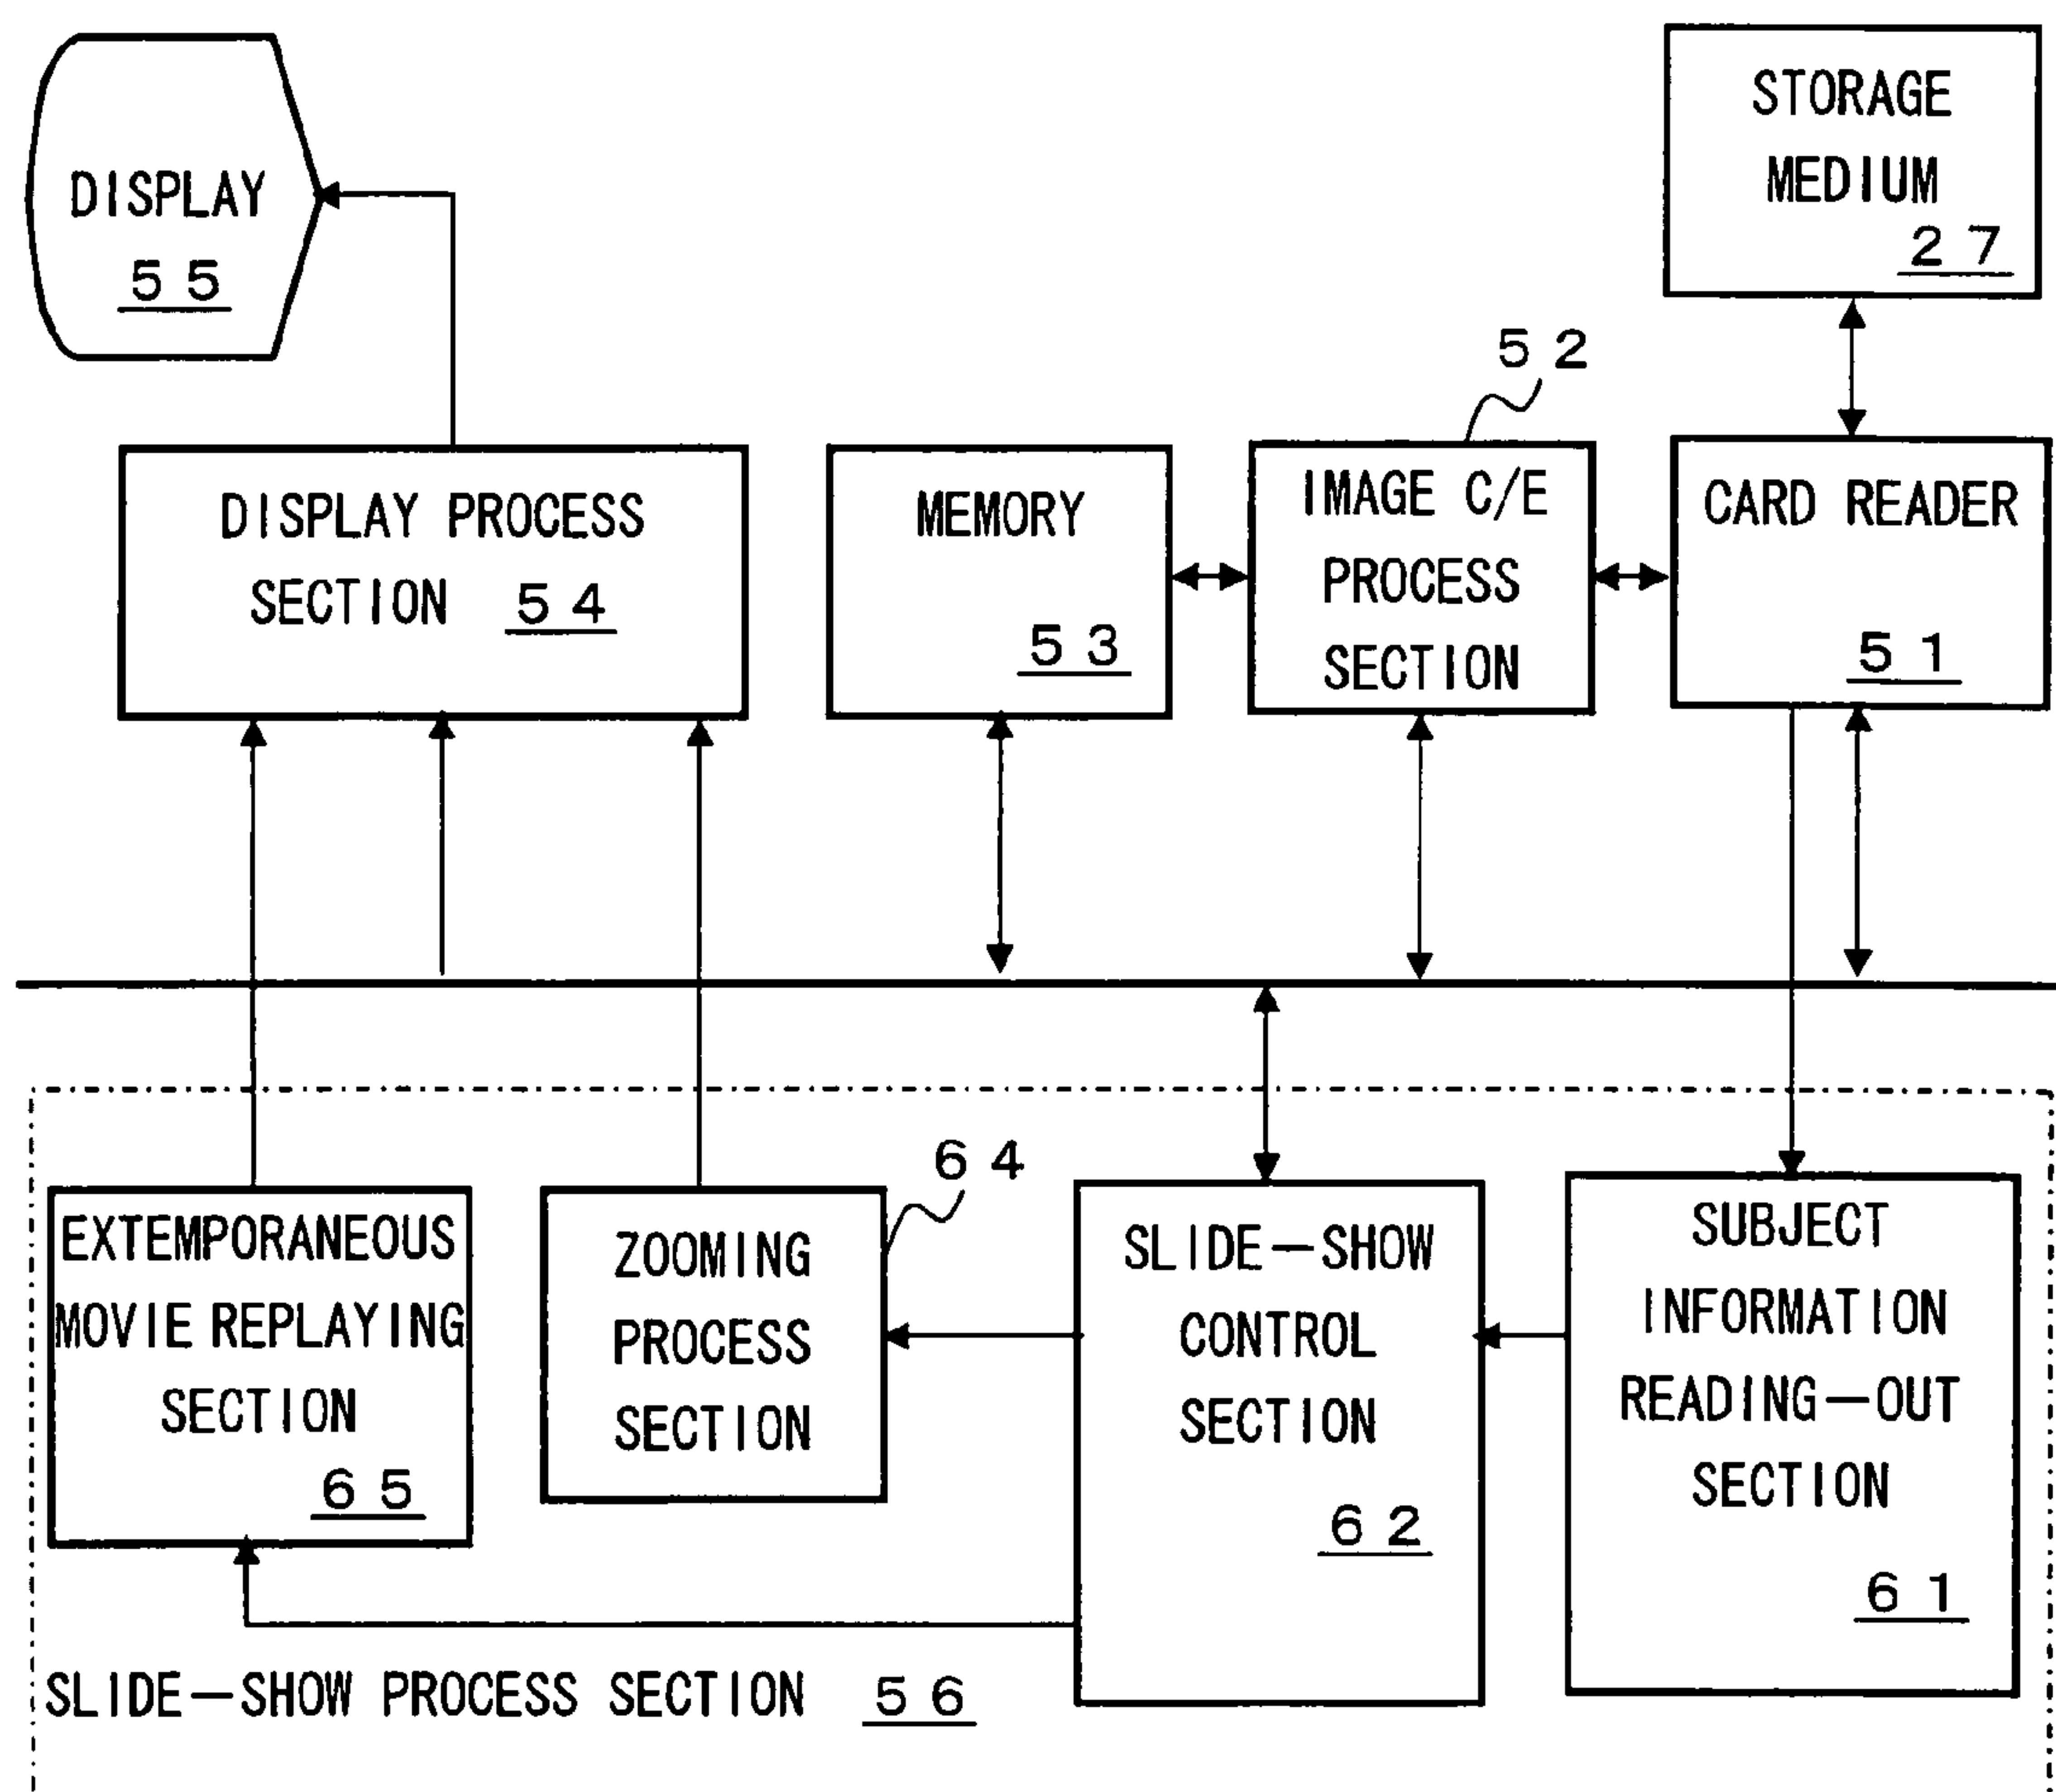 DISPLAY
５５
STORAGE
MEDIUM
２７
５２
DISPLAY PROCESS
SECTION ５４
MEMORY
５３
IMAGE C/E
PROCESS
SECTION
CARD READER
５１
EXTEMPORANEOUS
MOVIE REPLAYING
SECTION
６５
６４
ZOOMING
PROCESS
SECTION
SLIDE—SHOW
CONTROL
SECTION
６２
SUBJECT
INFORMATION
READING—OUT
SECTION
６１
SLIDE—SHOW PROCESS SECTION ５６